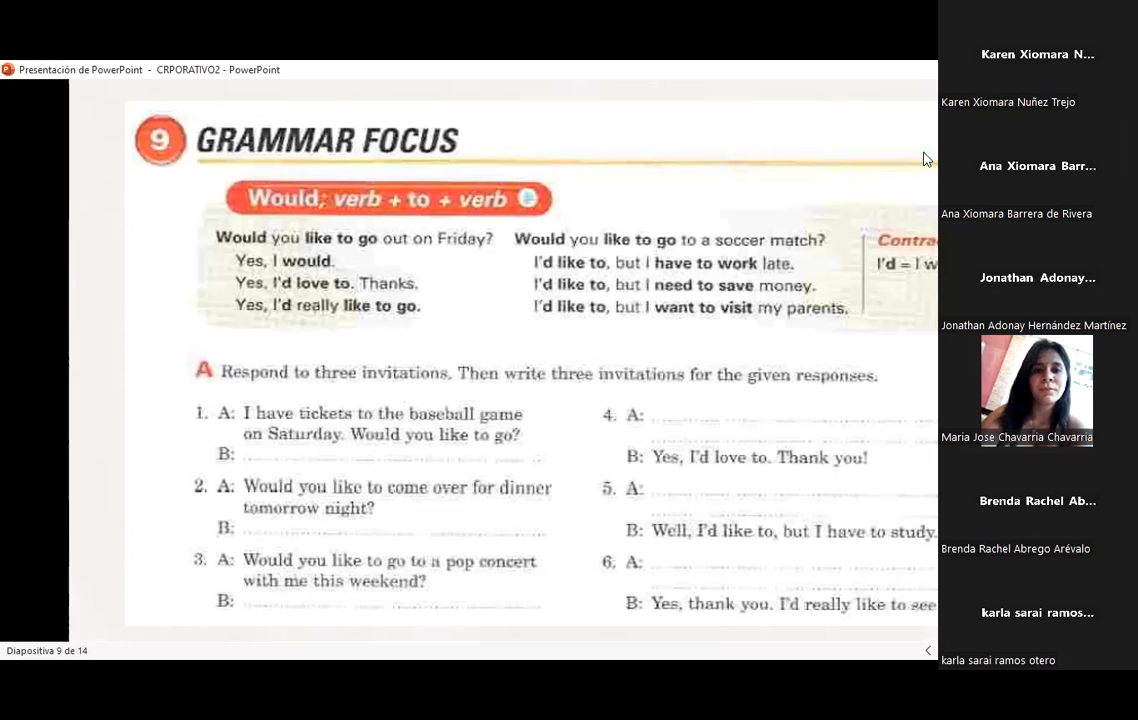 Presentación de PowerPoint - CRPORATIVO2 - PowerPoint
9 GRAMMAR FOCUS
Would; verb + to + verb
Would you like to go out on Friday?
Yes, I would.
Yes, I'd love to. Thanks.
Yes, I'd really like to go.
Would you like to go to a soccer match?
I'd like to, but I have to work late.
I'd like to, but I need to save money.
I'd like to, but I want to visit my parents.
Contra
I'd = I w
A Respond to three invitations. Then write three invitations for the given responses.
1. A: I have tickets to the baseball game
on Saturday. Would you like to go?
B:
2. A: Would you like to come over for dinner
tomorrow night?
B:
3. A: Would you like to go to a pop concert
with me this weekend?
B:
4. A:
B: Yes, I'd love to. Thank you!
5. A:
B: Well, I'd like to, but I have to study.
6. A:
B: Yes, thank you. I'd really like to see
Diapositiva 9 de 14
Karen Xiomara N...
Karen Xiomara Nuñez Trejo
Ana Xiomara Barr...
Ana Xiomara Barrera de Rivera
Jonathan Adonay...
Jonathan Adonay Hernández Martínez
Maria Jose Chavarría Chavarria
Brenda Rachel Ab...
Brenda Rachel Abrego Arévalo
karla sarai ramos...
karla sarai ramos otero